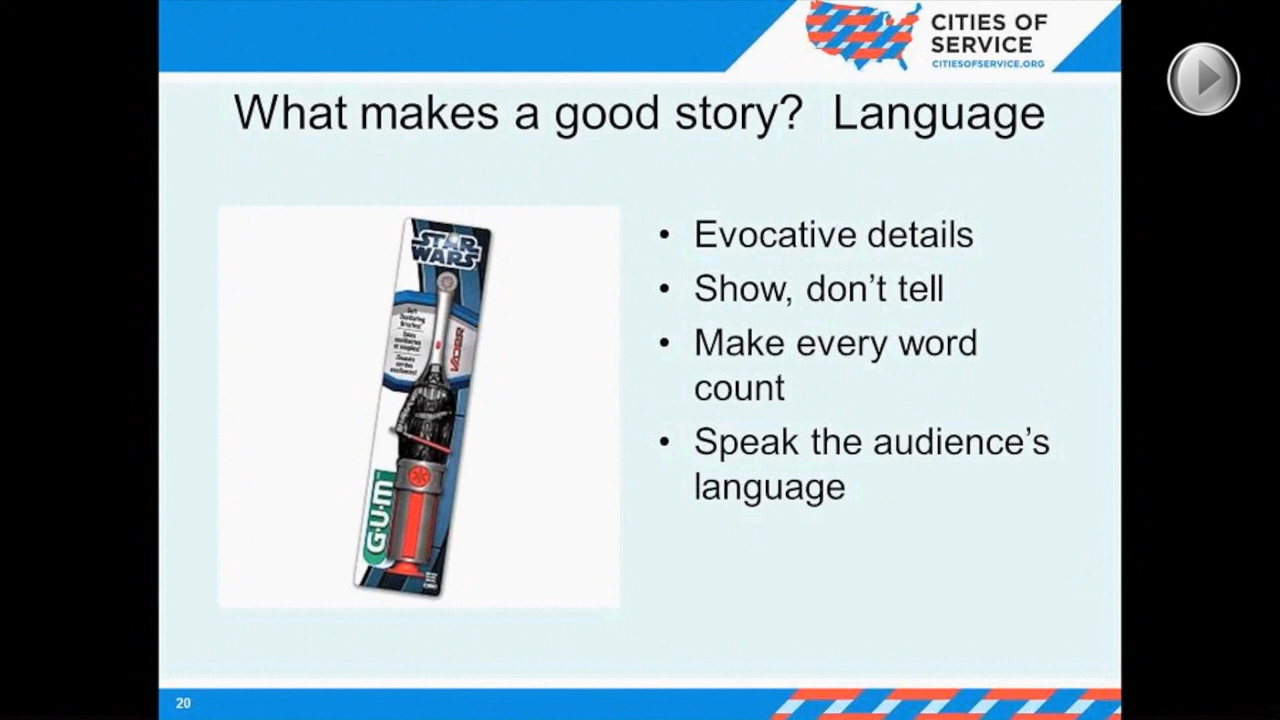 CITIES OF
SERVICE
CITIESOFSERVICE.ORG
What makes a good story? Language
STAR
WARS
VADER
G·U·M
• Evocative details
• Show, don’t tell
• Make every word
count
• Speak the audience’s
language
20